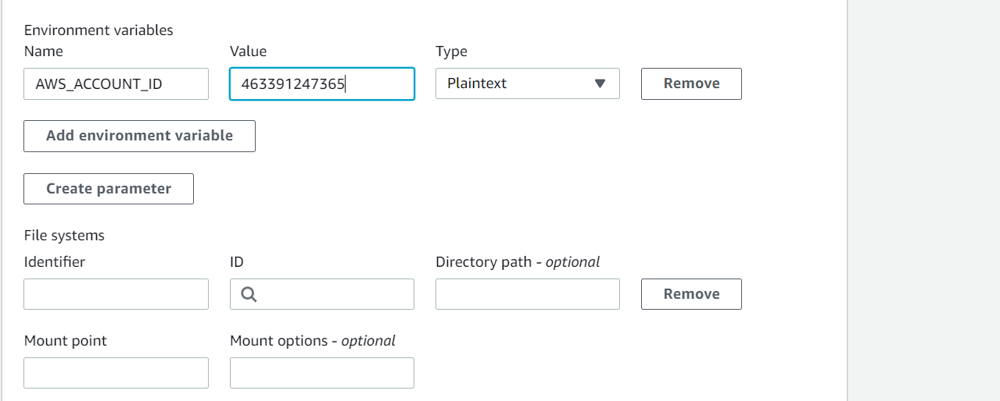 Environment variables
Name Value Type
AWS_ACCOUNT_ID 463391247365 Plaintext Remove
Add environment variable
Create parameter
File systems
Identifier ID Directory path - optional
Remove
Mount point Mount options - optional